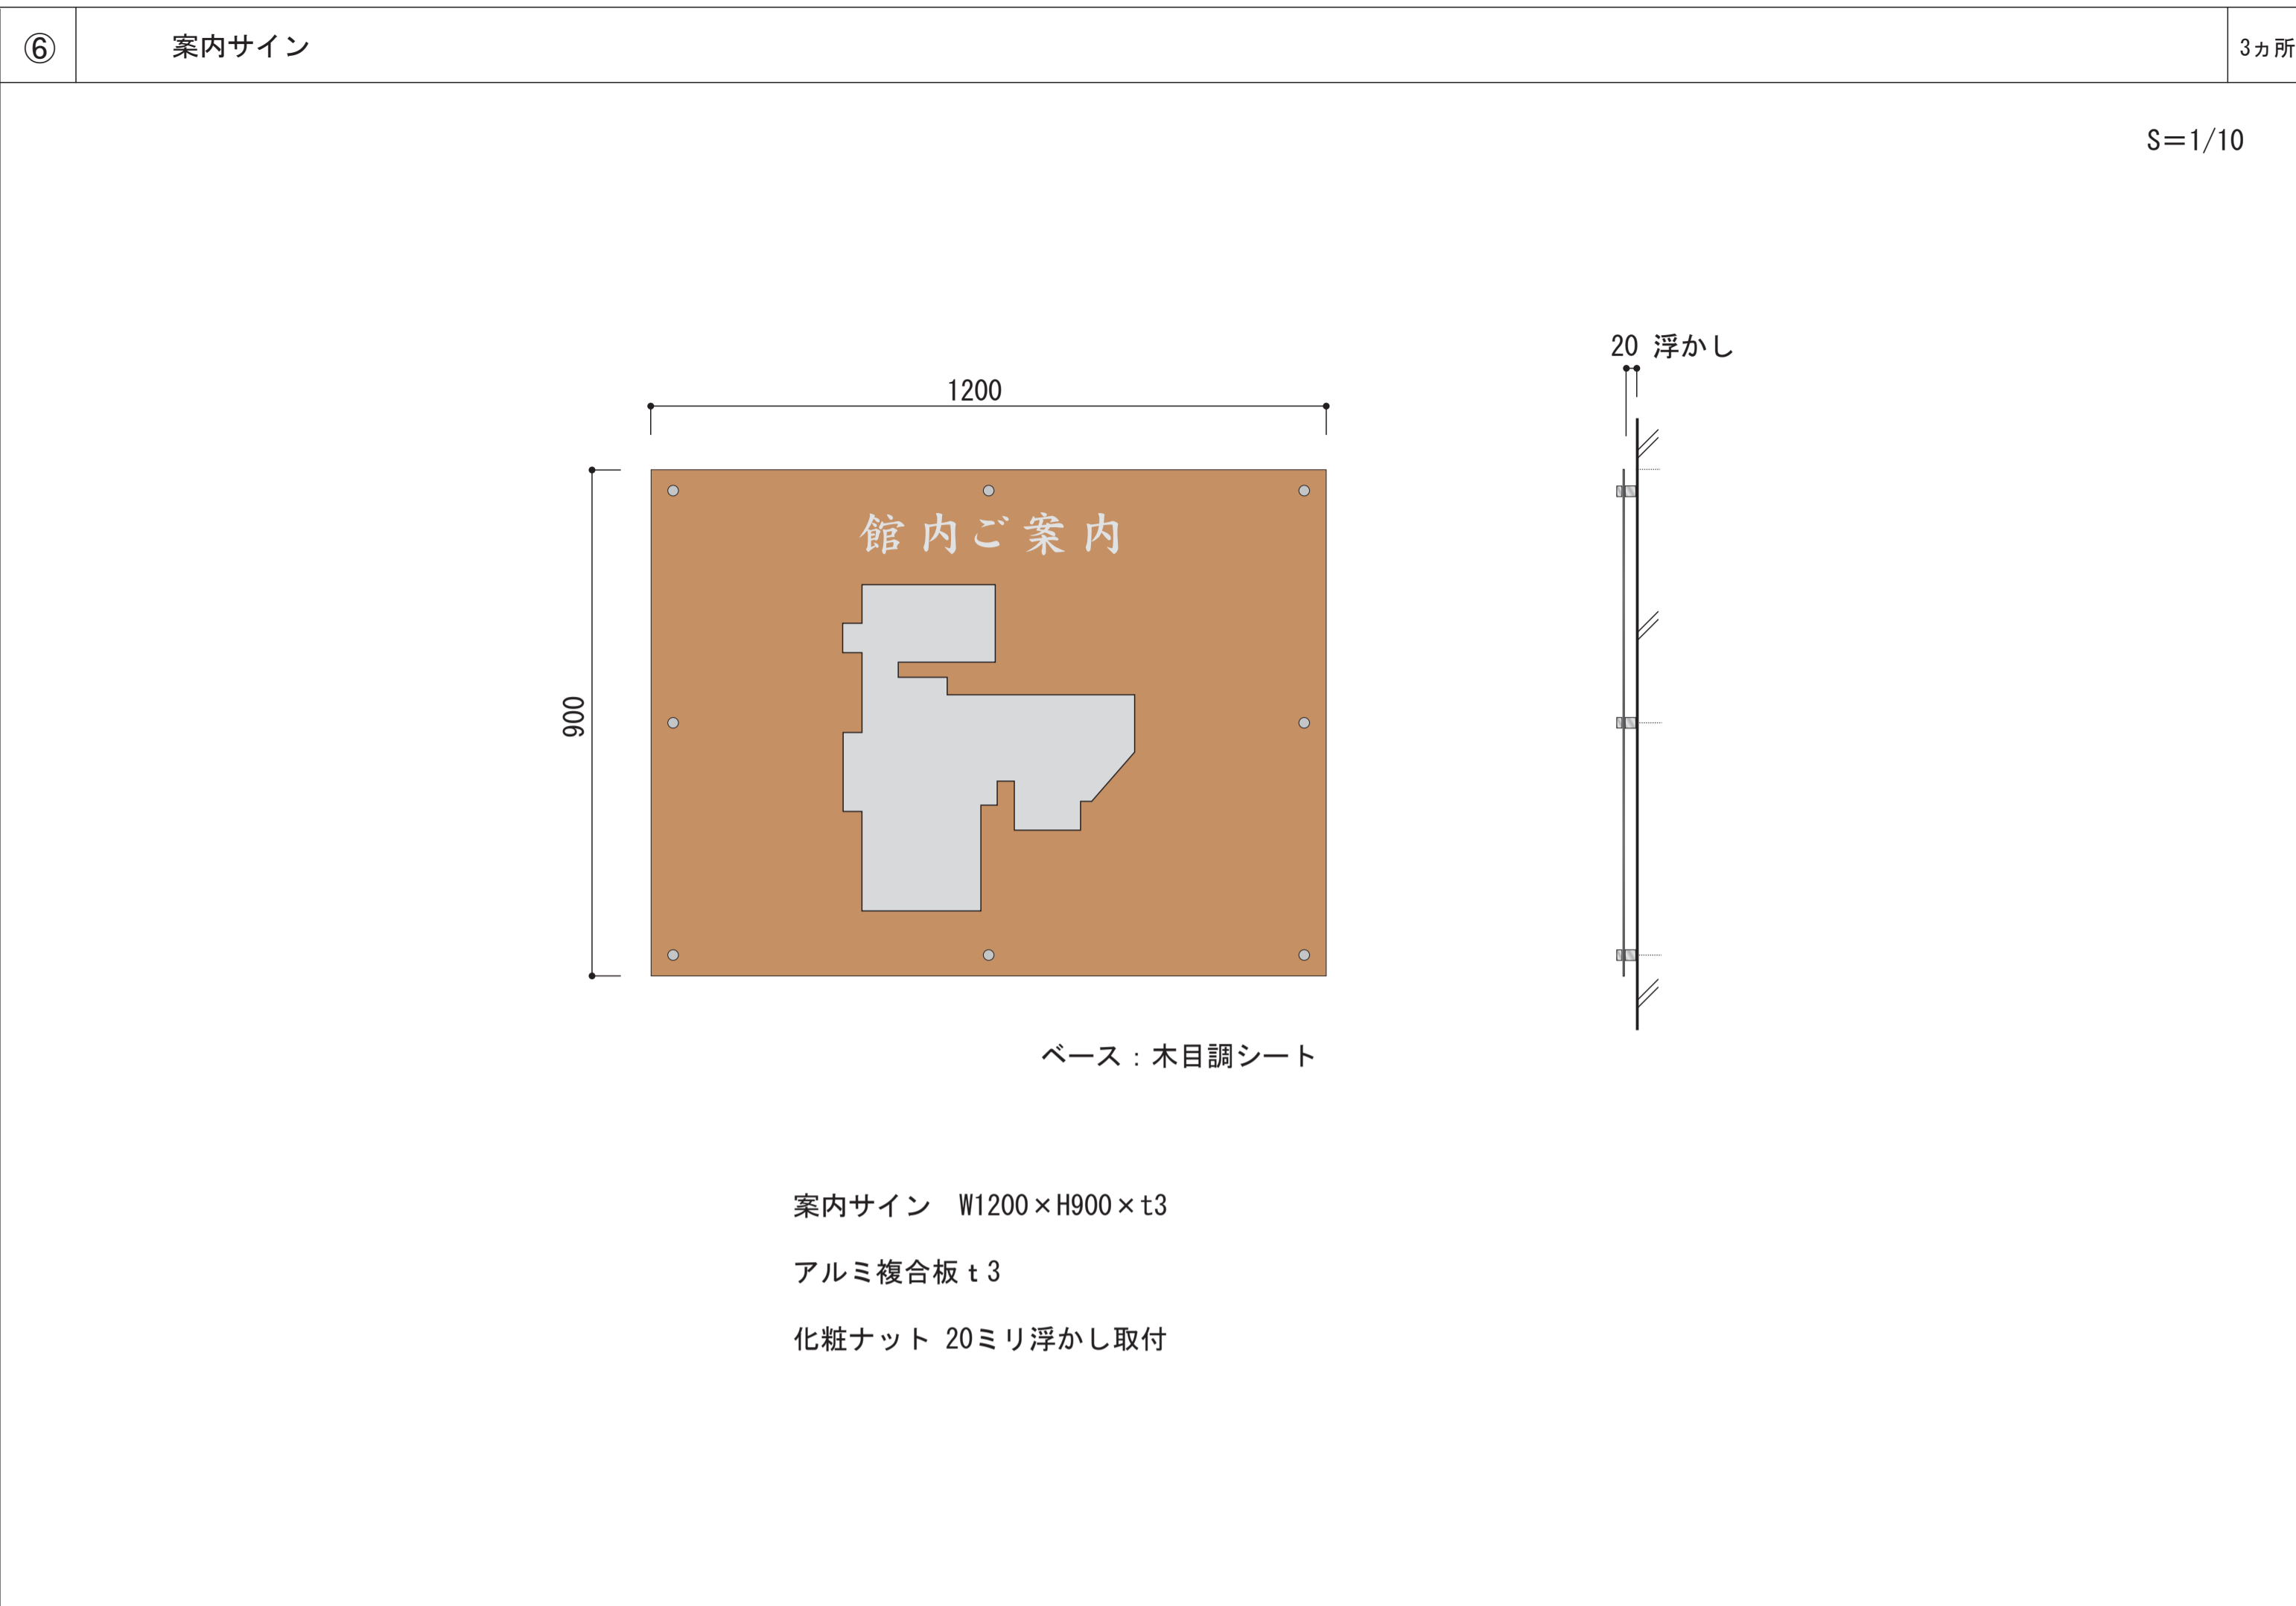 ⑥
案内サイン
3ヵ所
S=1/10
20 浮かし
1200
900
館内ご案内
ベース：木目調シート
案内サイン　W1200×H900×t3
アルミ複合板ｔ3
化粧ナット 20ミリ浮かし取付